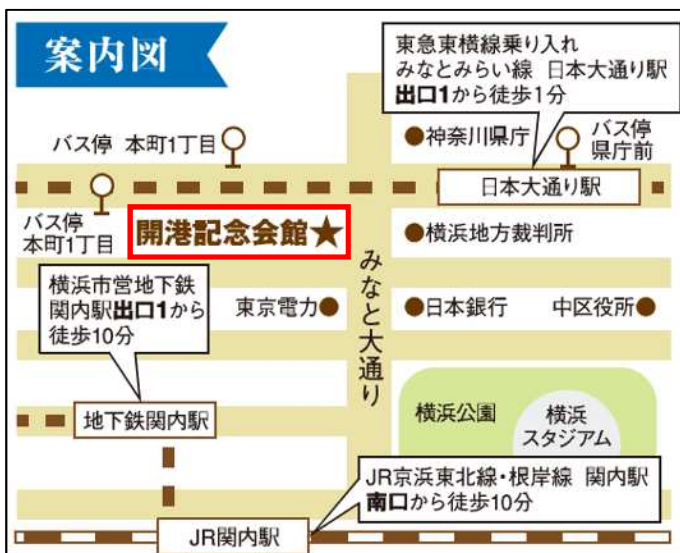 案内図
東急東横線乗り入れ
みなとみらい線 日本大通り駅
出口1から徒歩1分
バス停 本町1丁目
●神奈川県庁
バス停
県庁前
日本大通り駅
バス停
本町1丁目
開港記念会館★
●横浜地方裁判所
みなと大通り
横浜市営地下鉄
関内駅出口1から
徒歩10分
東京電力●
●日本銀行
中区役所●
地下鉄関内駅
横浜公園
横浜
スタジアム
JR京浜東北線・根岸線 関内駅
南口から徒歩10分
JR関内駅